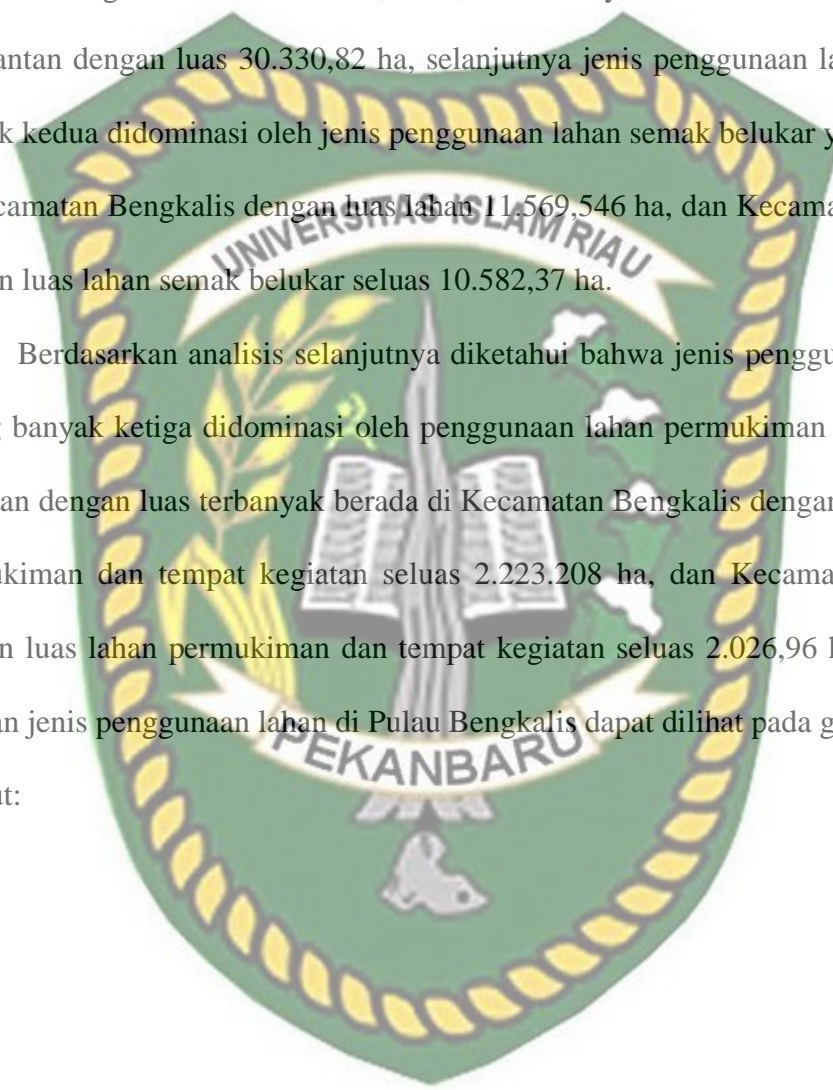 antan dengan luas 30.330,82 ha, selanjutnya jenis penggunaan la
k kedua didominasi oleh jenis penggunaan lahan semak belukar y
camatan Bengkalis dengan luas lahan 11.569,546 ha, dan Kecama
UNIVERSITAS ISLAM RIAU
n luas lahan semak belukar seluas 10.582,37 ha.
Berdasarkan analisis selanjutnya diketahui bahwa jenis penggu
g banyak ketiga didominasi oleh penggunaan lahan permukiman
an dengan luas terbanyak berada di Kecamatan Bengkalis dengan
ukiman dan tempat kegiatan seluas 2.223.208 ha, dan Kecama
n luas lahan permukiman dan tempat kegiatan seluas 2.026,96 h
an jenis penggunaan lahan di Pulau Bengkalis dapat dilihat pada g
PEKANBARU
ut: